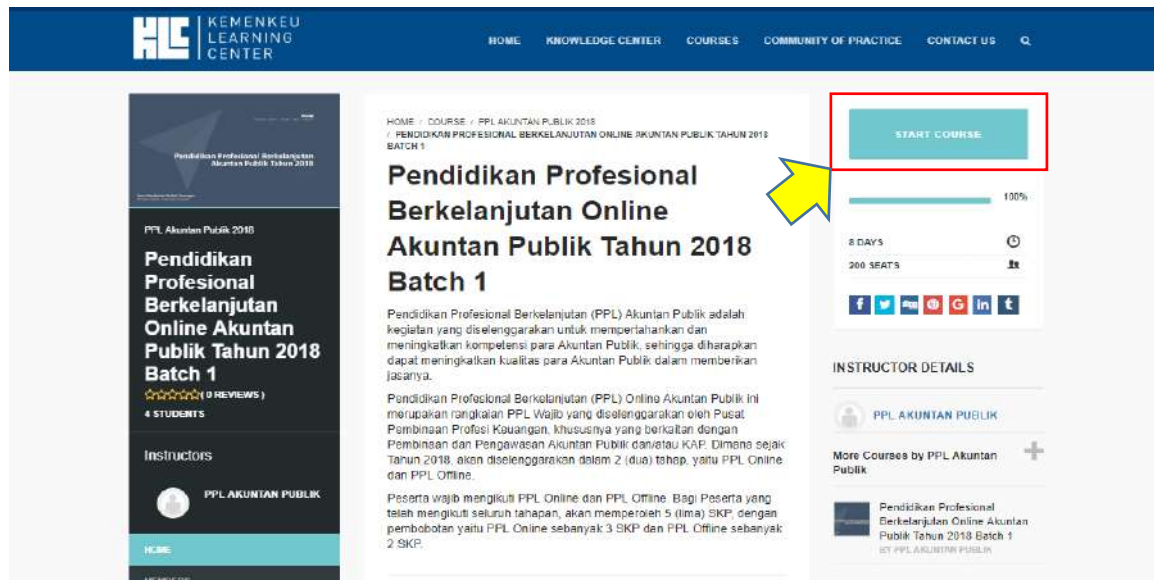 KEMENKEU
LEARNING
CENTER
HOME KNOWLEDGE CENTER COURSES COMMUNITY OF PRACTICE CONTACT US
Pendidikan Profesional Berkelanjutan
Akuntan Publik Tahun 2018
PPL Akuntan Publik 2018
Pendidikan
Profesional
Berkelanjutan
Online Akuntan
Publik Tahun 2018
Batch 1
( 0 REVIEWS )
4 STUDENTS
Instructors
PPL AKUNTAN PUBLIK
HOME
MEMBERS
HOME / COURSE / PPL AKUNTAN PUBLIK 2018
/ PENDIDIKAN PROFESIONAL BERKELANJUTAN ONLINE AKUNTAN PUBLIK TAHUN 2018
BATCH 1
Pendidikan Profesional
Berkelanjutan Online
Akuntan Publik Tahun 2018
Batch 1
Pendidikan Profesional Berkelanjutan (PPL) Akuntan Publik adalah
kegiatan yang diselenggarakan untuk mempertahankan dan
meningkatkan kompetensi para Akuntan Publik, sehingga diharapkan
dapat meningkatkan kualitas para Akuntan Publik dalam memberikan
jasanya.
Pendidikan Profesional Berkelanjutan (PPL) Online Akuntan Publik ini
merupakan rangkaian PPL Wajib yang diselenggarakan oleh Pusat
Pembinaan Profesi Keuangan, khususnya yang berkaitan dengan
Pembinaan dan Pengawasan Akuntan Publik dan/atau KAP. Dimana sejak
Tahun 2018, akan diselenggarakan dalam 2 (dua) tahap, yaitu PPL Online
dan PPL Offline.
Peserta wajib mengikuti PPL Online dan PPL Offline. Bagi Peserta yang
telah mengikuti seluruh tahapan, akan memperoleh 5 (lima) SKP, dengan
pembobotan yaitu PPL Online sebanyak 3 SKP dan PPL Offline sebanyak
2 SKP.
START COURSE
100%
8 DAYS
200 SEATS
INSTRUCTOR DETAILS
PPL AKUNTAN PUBLIK
More Courses by PPL Akuntan
Publik
Pendidikan Profesional
Berkelanjutan Online Akuntan
Publik Tahun 2018 Batch 1
BY PPL AKUNTAN PUBLIK